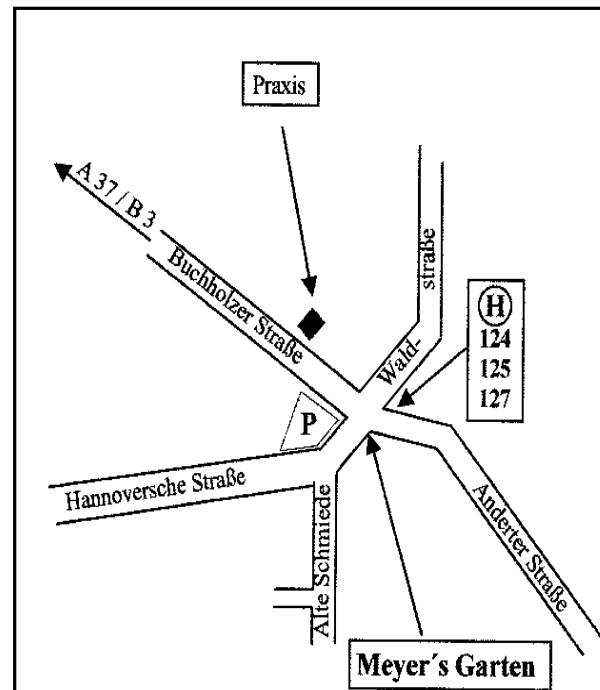 Praxis
A 37 / B 3
Buchholzer Straße
Wald-
straße
H
124
125
127
P
Hannoversche Straße
Alte Schmiede
Anderter Straße
Meyer´s Garten